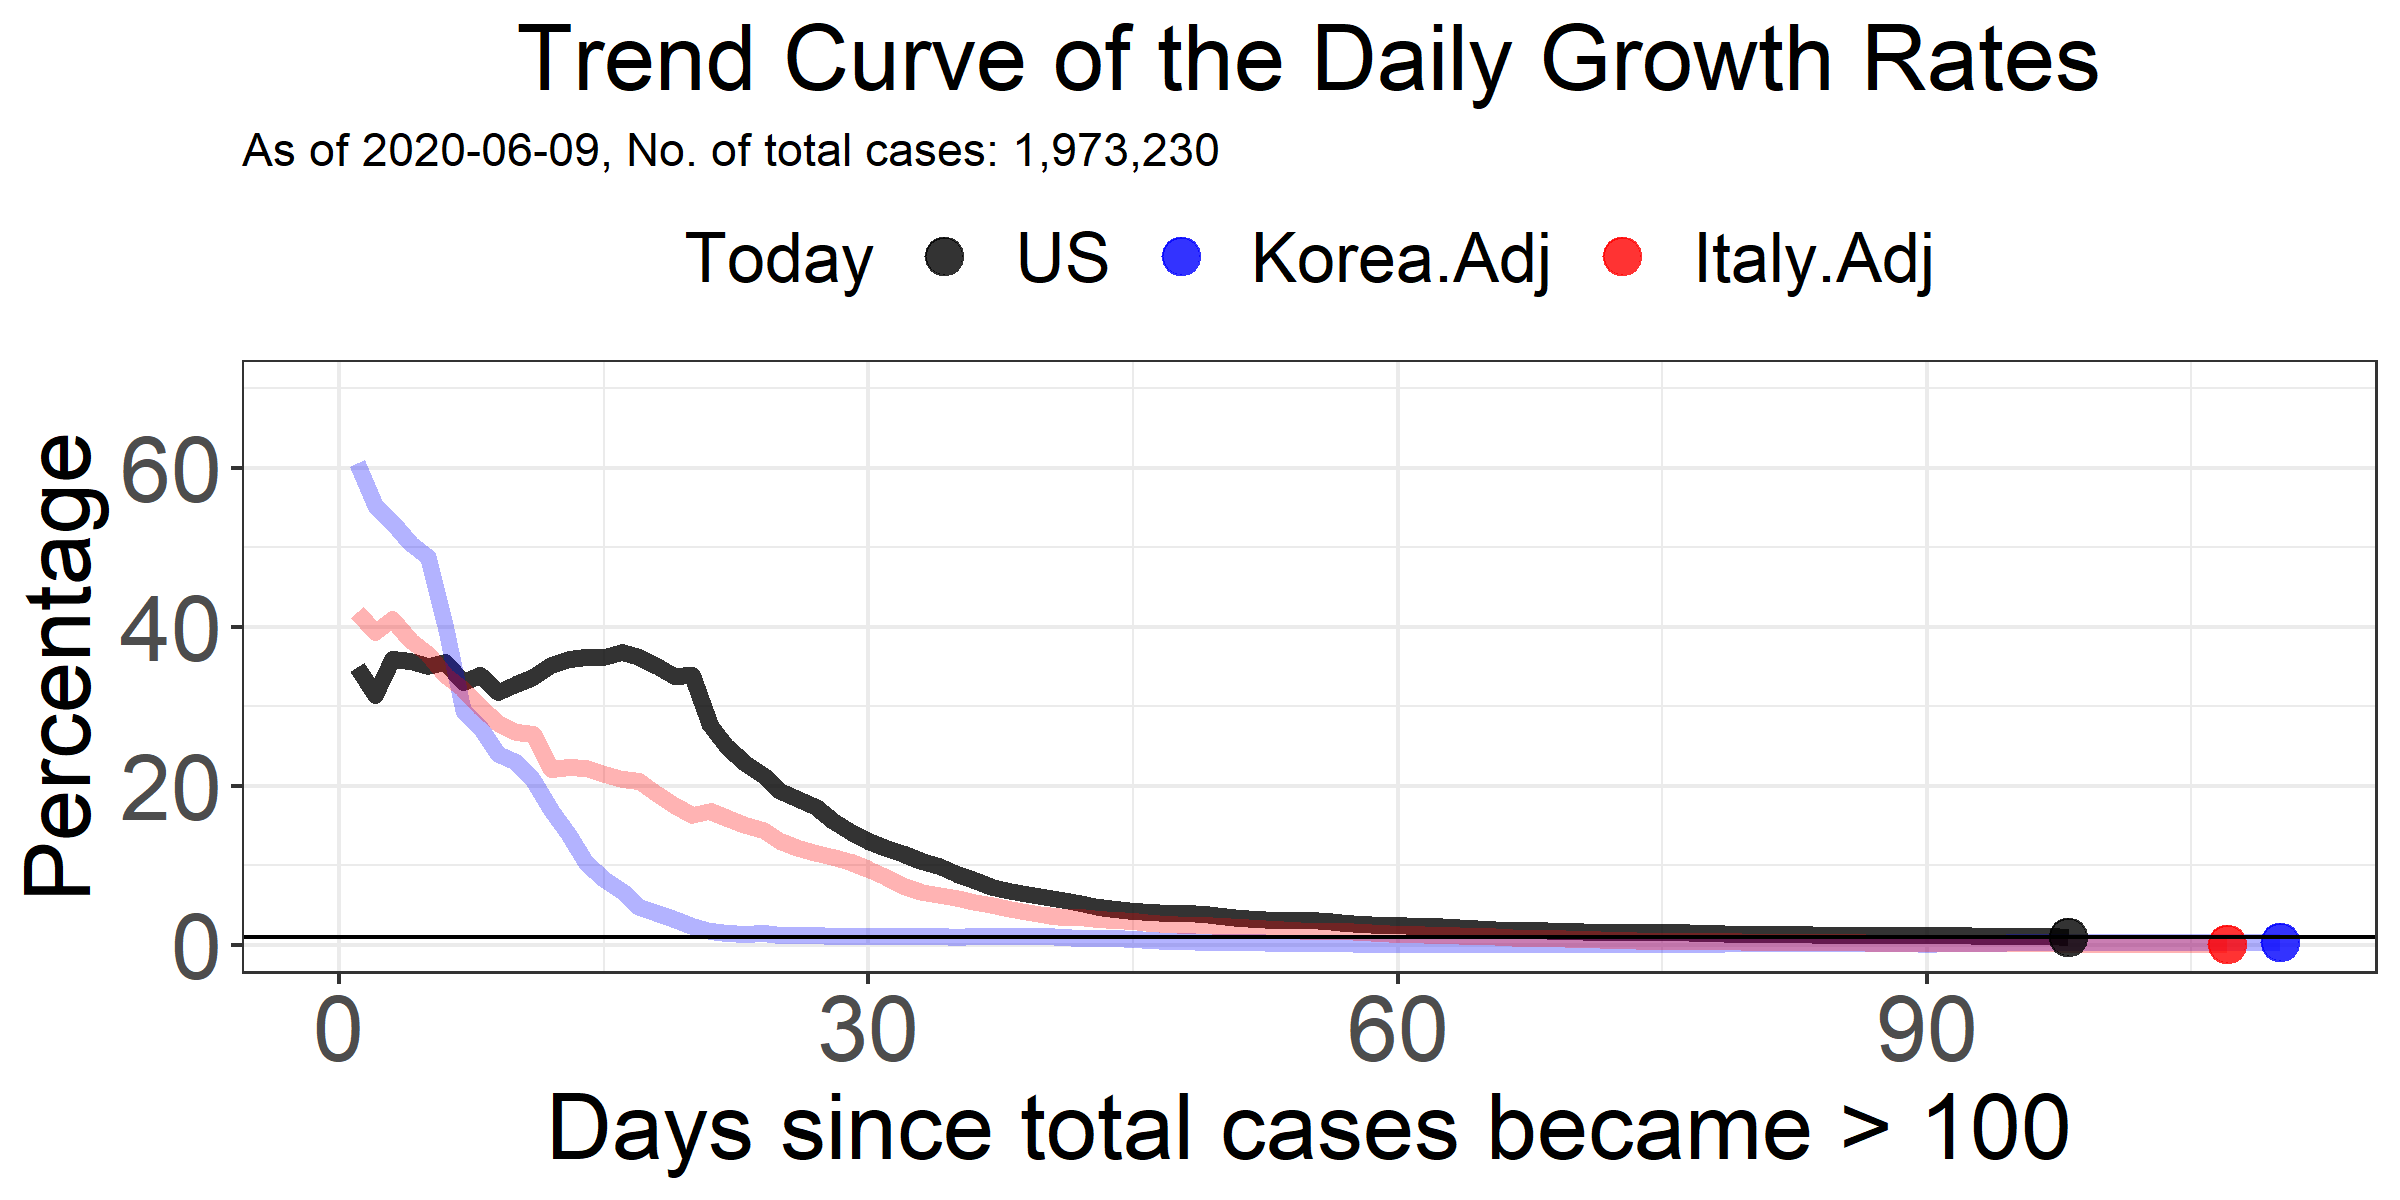 Trend Curve of the Daily Growth Rates
As of 2020-06-09, No. of total cases: 1,973,230
Today US Korea.Adj Italy.Adj
Percentage
60
40
20
0
0 30 60 90
Days since total cases became > 100